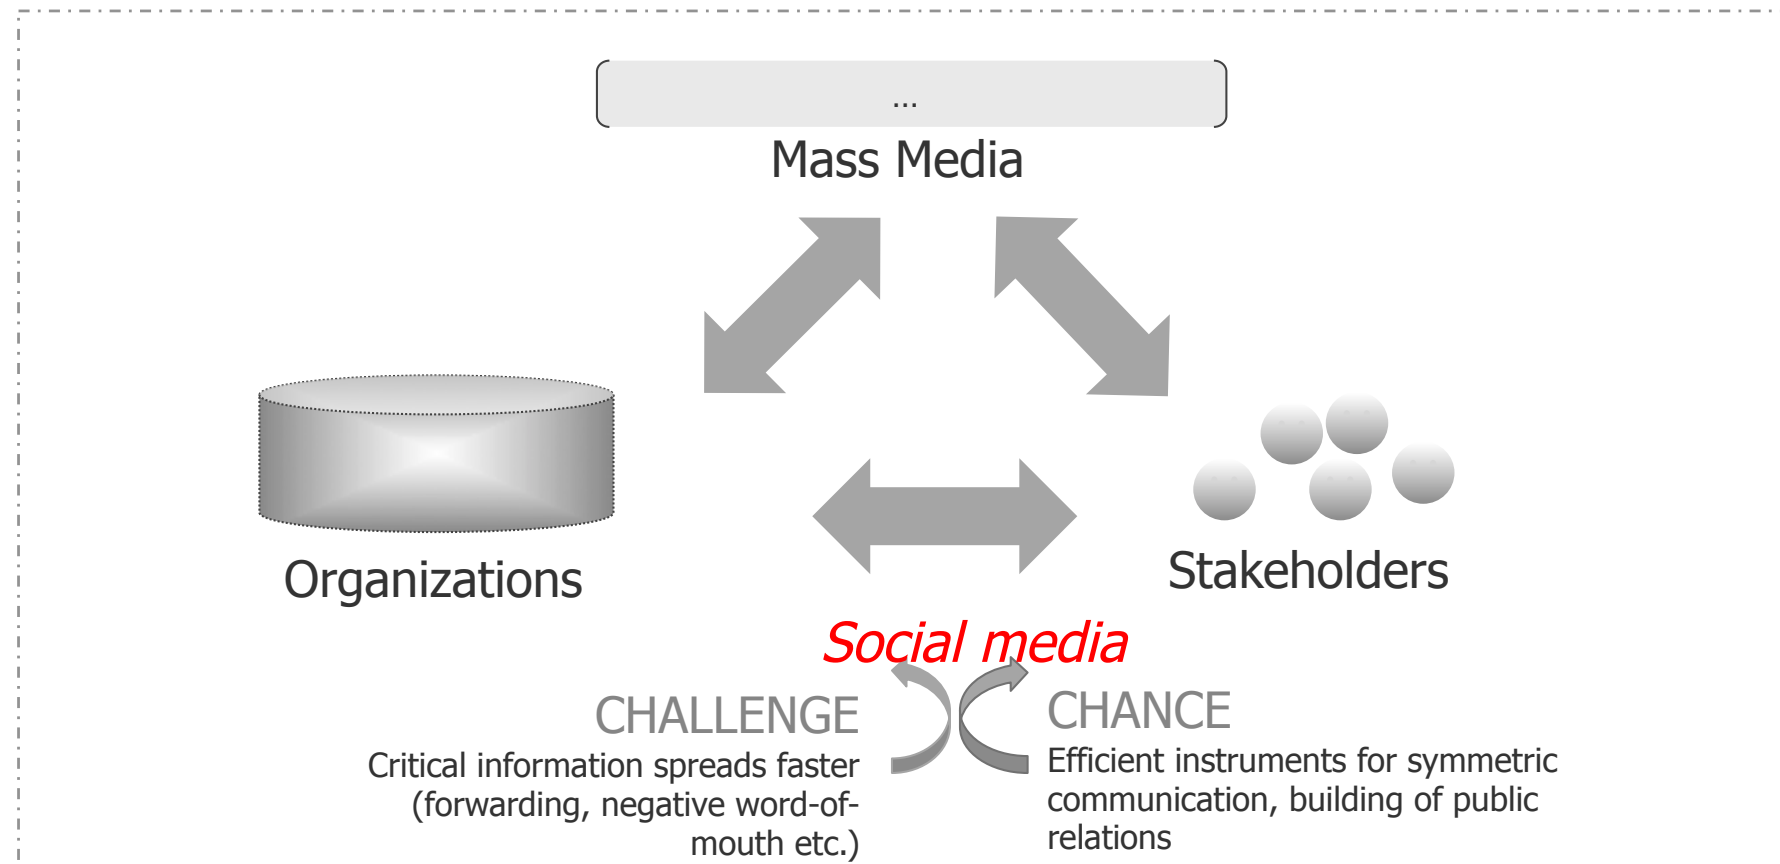 ...
Mass Media
Organizations
Stakeholders
Social media
CHALLENGE
Critical information spreads faster
(forwarding, negative word-of-
mouth etc.)
CHANCE
Efficient instruments for symmetric
communication, building of public
relations